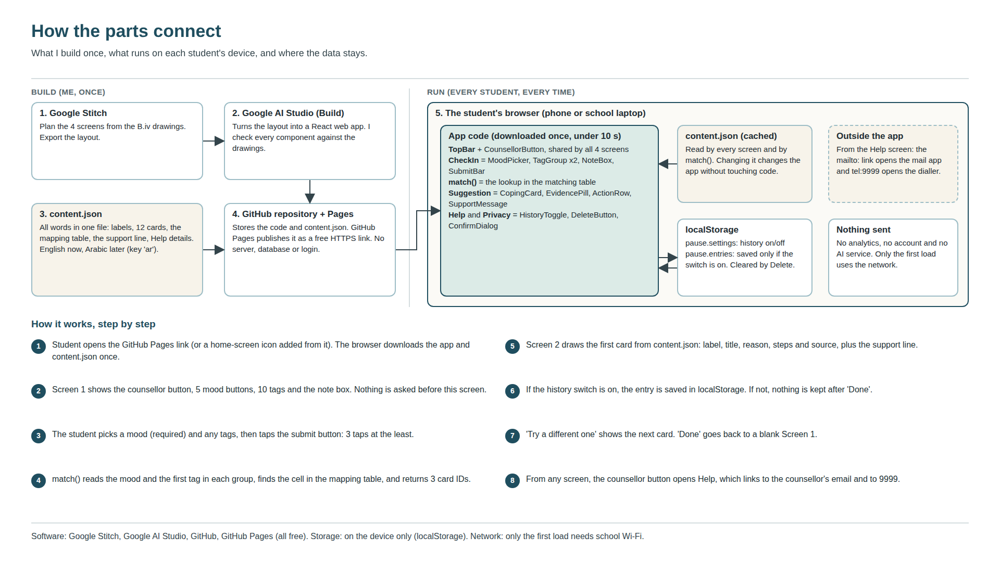 How the parts connect
What I build once, what runs on each student's device, and where the data stays.
BUILD (ME, ONCE)
1. Google Stitch
Plan the 4 screens from the B.iv drawings.
Export the layout.
2. Google AI Studio (Build)
Turns the layout into a React web app. I
check every component against the
drawings.
3. content.json
All words in one file: labels, 12 cards, the
mapping table, the support line, Help details.
English now, Arabic later (key 'ar').
4. GitHub repository + Pages
Stores the code and content.json. GitHub
Pages publishes it as a free HTTPS link. No
server, database or login.
RUN (EVERY STUDENT, EVERY TIME)
5. The student's browser (phone or school laptop)
App code (downloaded once, under 10 s)
TopBar + CounsellorButton, shared by all 4 screens
CheckIn = MoodPicker, TagGroup x2, NoteBox,
SubmitBar
match() = the lookup in the matching table
Suggestion = CopingCard, EvidencePill, ActionRow,
SupportMessage
Help and Privacy = HistoryToggle, DeleteButton,
ConfirmDialog
content.json (cached)
Read by every screen and by
match(). Changing it changes the
app without touching code.
Outside the app
From the Help screen: the
mailto: link opens the mail app
and tel:9999 opens the dialler.
localStorage
pause.settings: history on/off
pause.entries: saved only if the
switch is on. Cleared by Delete.
Nothing sent
No analytics, no account and no
AI service. Only the first load
uses the network.
How it works, step by step
1 Student opens the GitHub Pages link (or a home-screen icon added from it). The browser downloads the app and
content.json once.
2 Screen 1 shows the counsellor button, 5 mood buttons, 10 tags and the note box. Nothing is asked before this screen.
3 The student picks a mood (required) and any tags, then taps the submit button: 3 taps at the least.
4 match() reads the mood and the first tag in each group, finds the cell in the mapping table, and returns 3 card IDs.
5 Screen 2 draws the first card from content.json: label, title, reason, steps and source, plus the support line.
6 If the history switch is on, the entry is saved in localStorage. If not, nothing is kept after 'Done'.
7 'Try a different one' shows the next card. 'Done' goes back to a blank Screen 1.
8 From any screen, the counsellor button opens Help, which links to the counsellor's email and to 9999.
Software: Google Stitch, Google AI Studio, GitHub, GitHub Pages (all free). Storage: on the device only (localStorage). Network: only the first load needs school Wi-Fi.